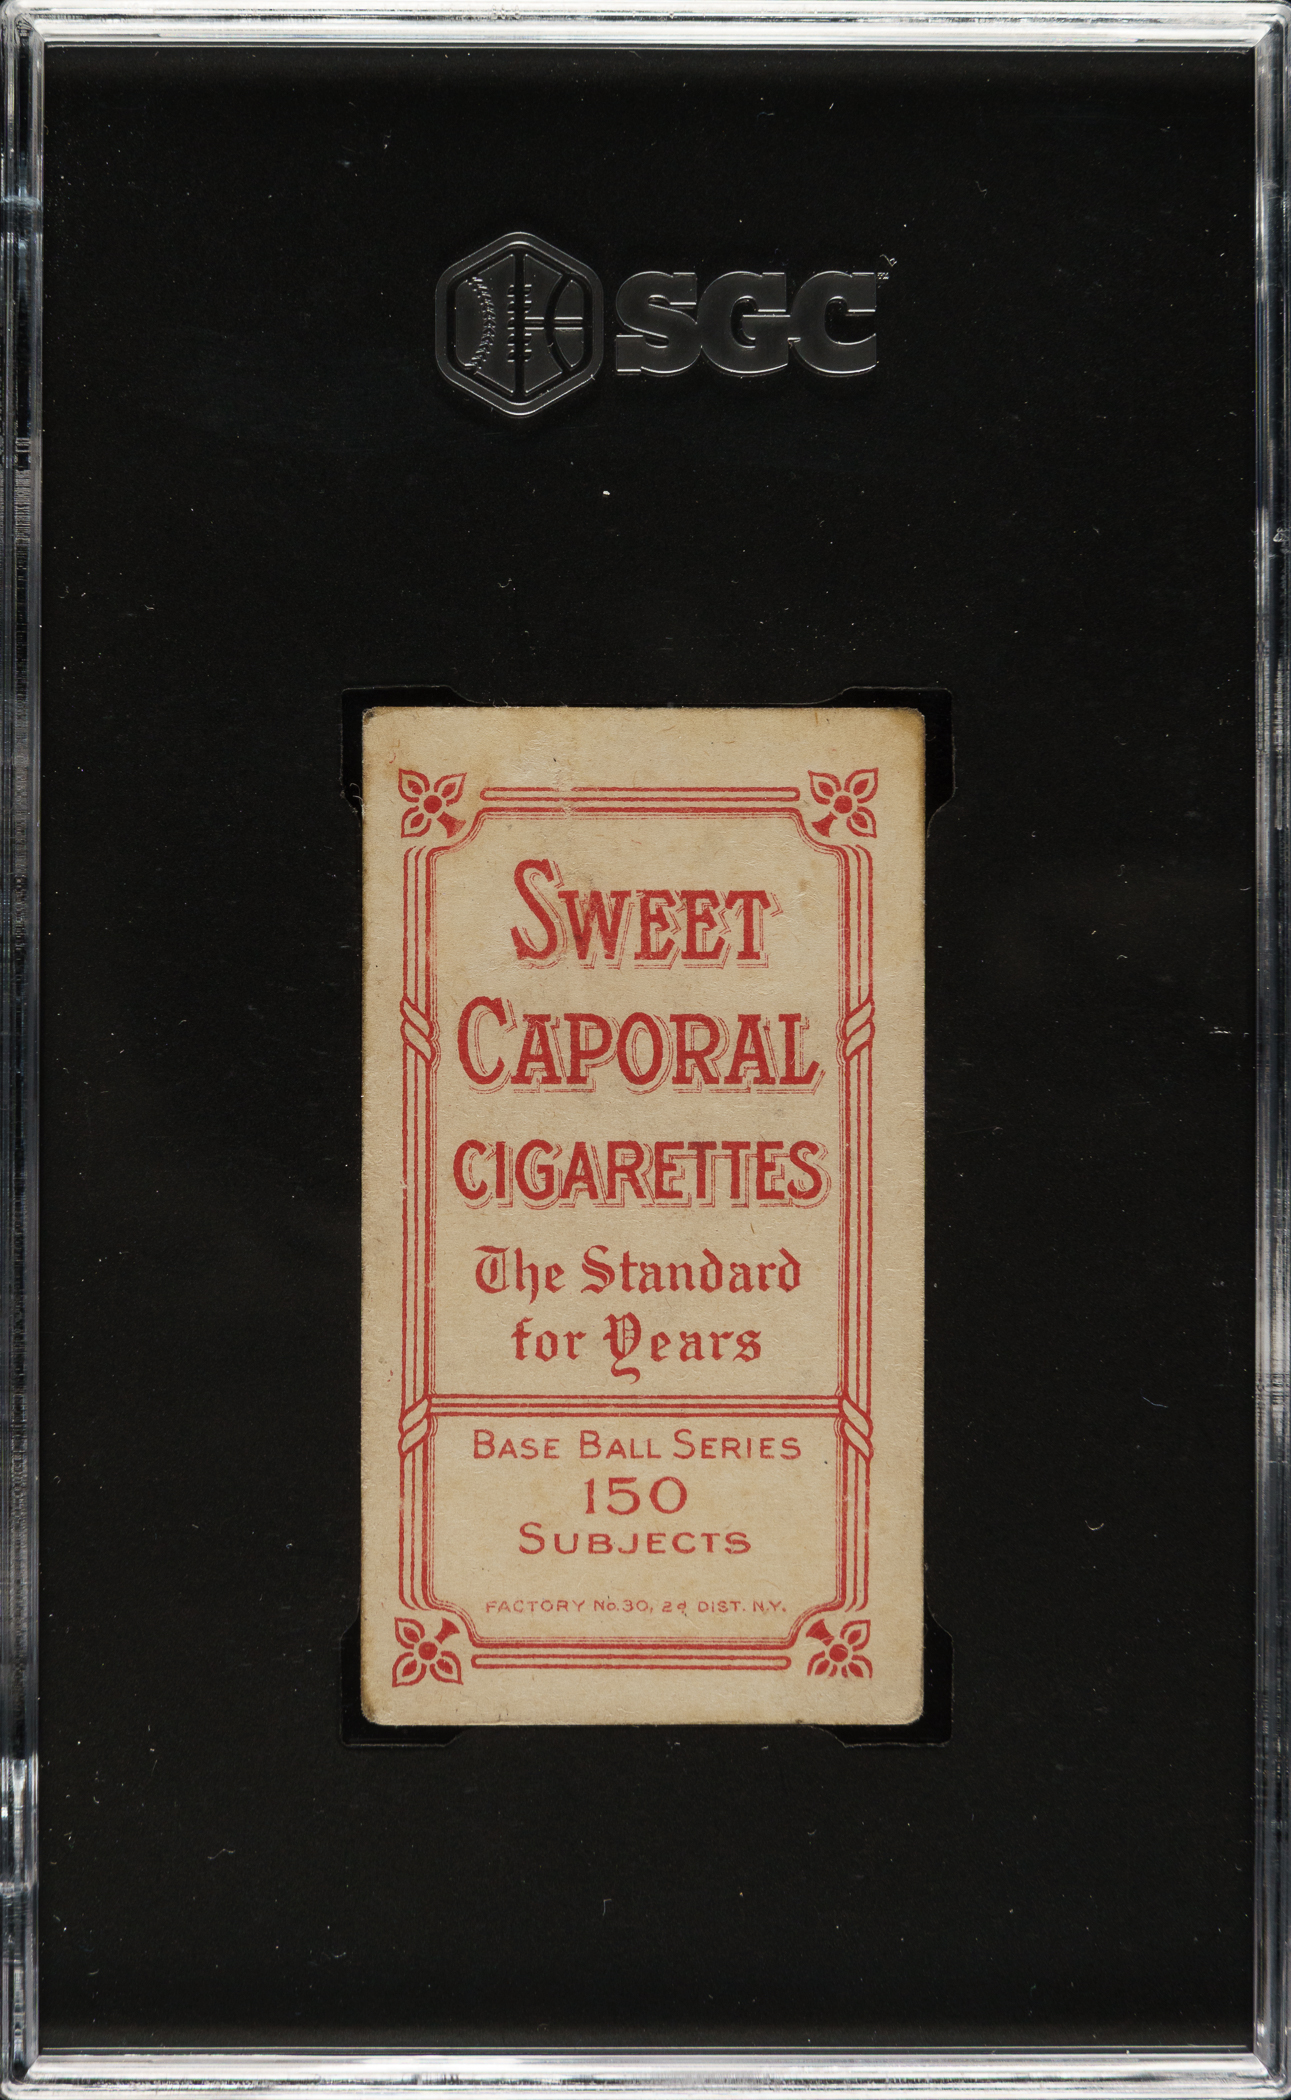 SGC
SWEET
CAPORAL
CIGARETTES
The Standard
for Years
BASE BALL SERIES
150
SUBJECTS
FACTORY No. 30, 2d DIST. N.Y.